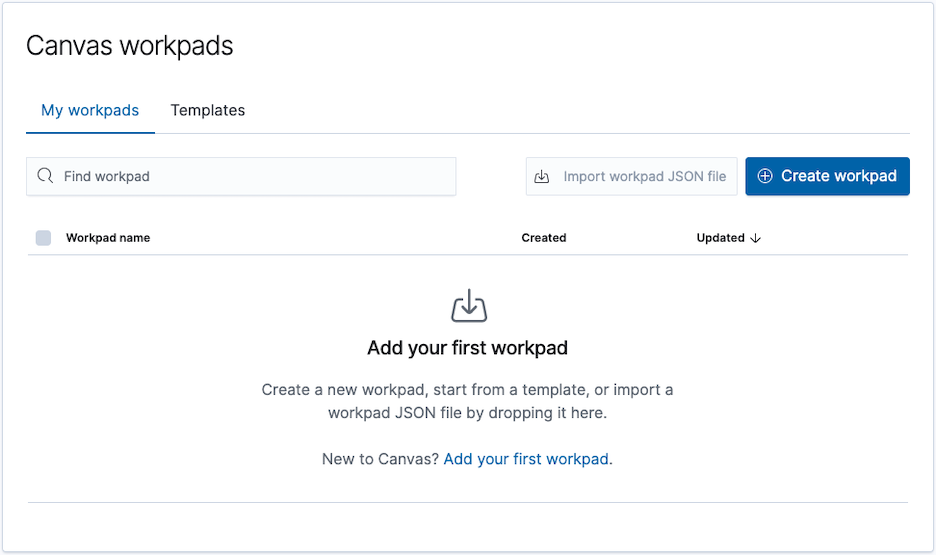 Canvas workpads
My workpads Templates
Find workpad Import workpad JSON file Create workpad
Workpad name Created Updated
Add your first workpad
Create a new workpad, start from a template, or import a
workpad JSON file by dropping it here.
New to Canvas? Add your first workpad.